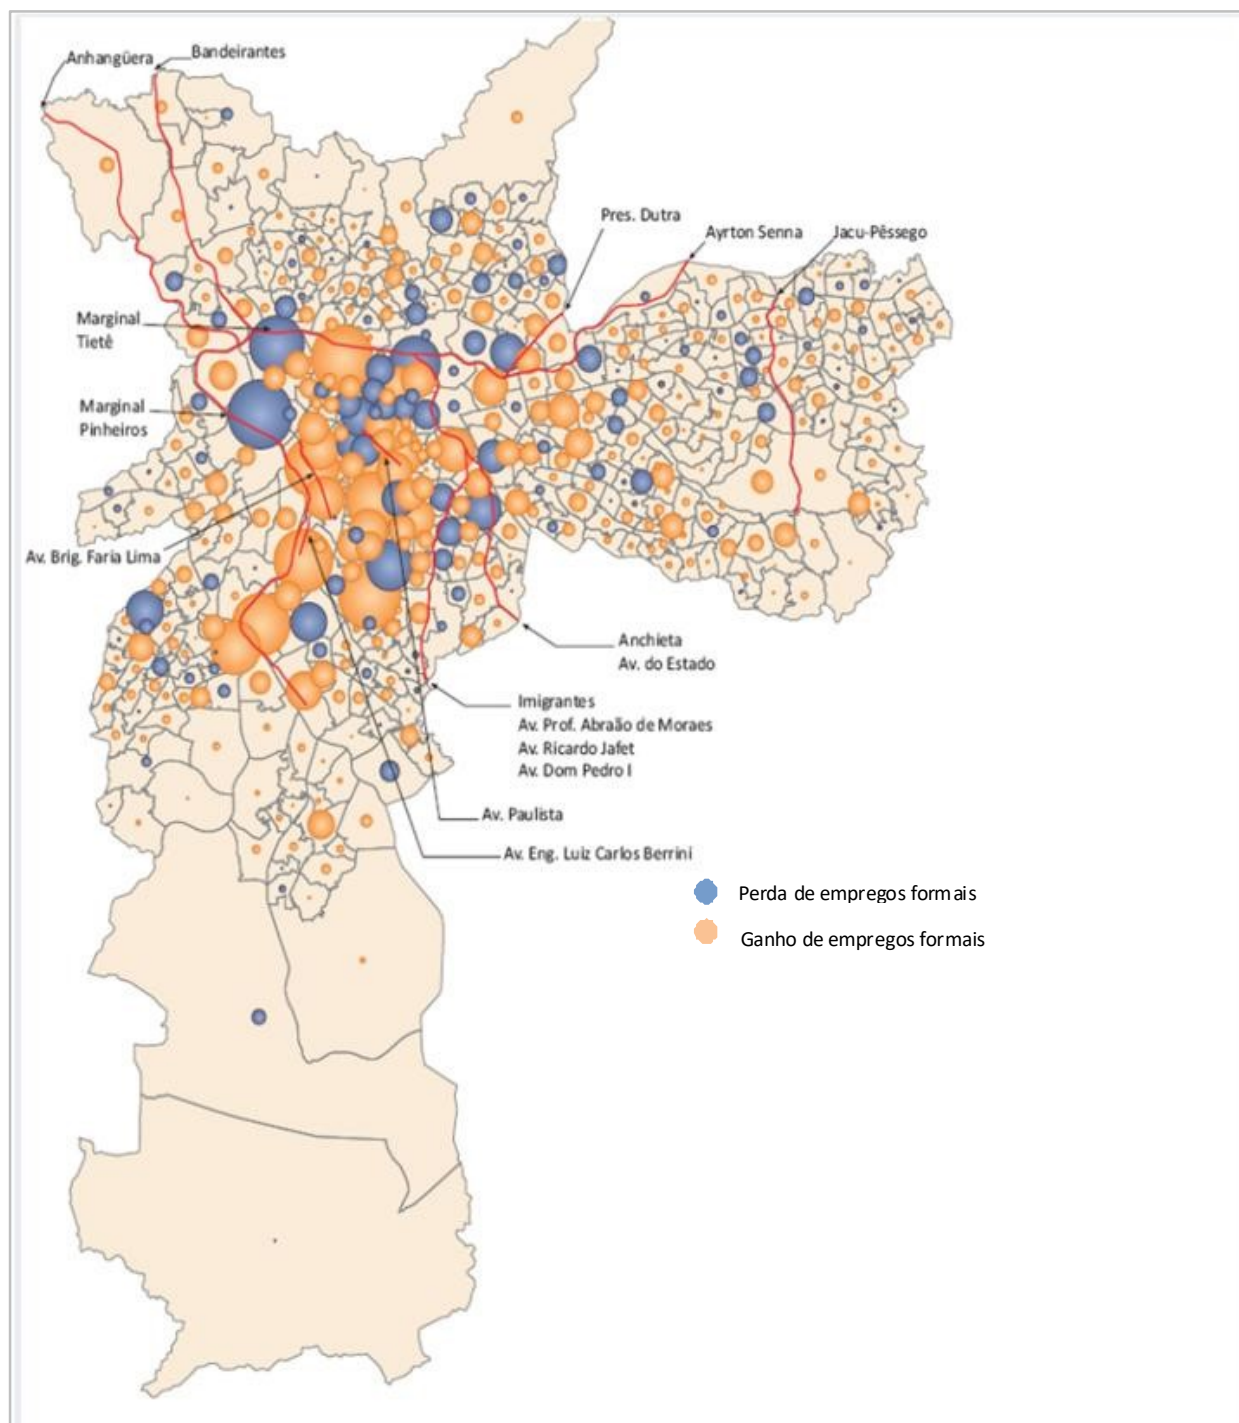 Anhangüera
Bandeirantes
Pres. Dutra
Ayrton Senna
Jacu-Pêssego
Marginal
Tietê
Marginal
Pinheiros
Av. Brig. Faria Lima
Anchieta
Av. do Estado
Imigrantes
Av. Prof. Abraão de Moraes
Av. Ricardo Jafet
Av. Dom Pedro I
Av. Paulista
Av. Eng. Luiz Carlos Berrini
Perda de empregos formais
Ganho de empregos formais